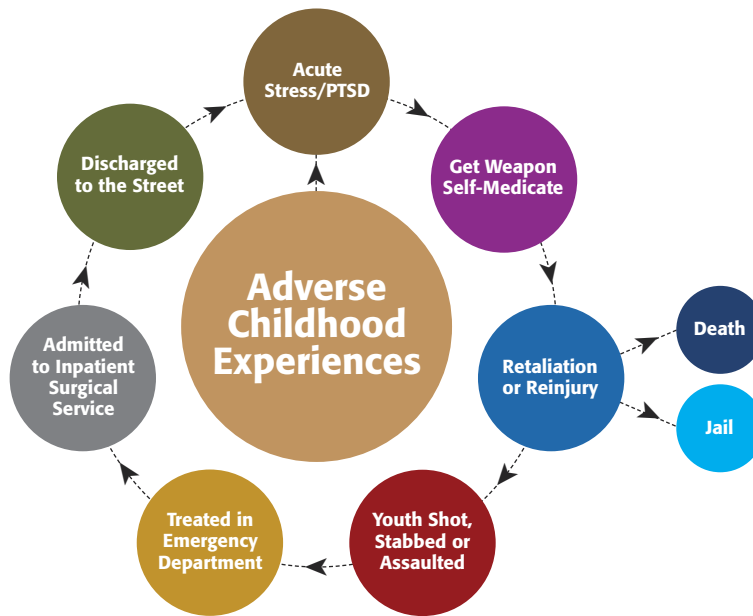 Acute
Stress/PTSD
Get Weapon
Self-Medicate
Discharged
to the Street
Adverse
Childhood
Experiences
Death
Retaliation
or Reinjury
Jail
Admitted
to Inpatient
Surgical
Service
Youth Shot,
Stabbed or
Assaulted
Treated in
Emergency
Department